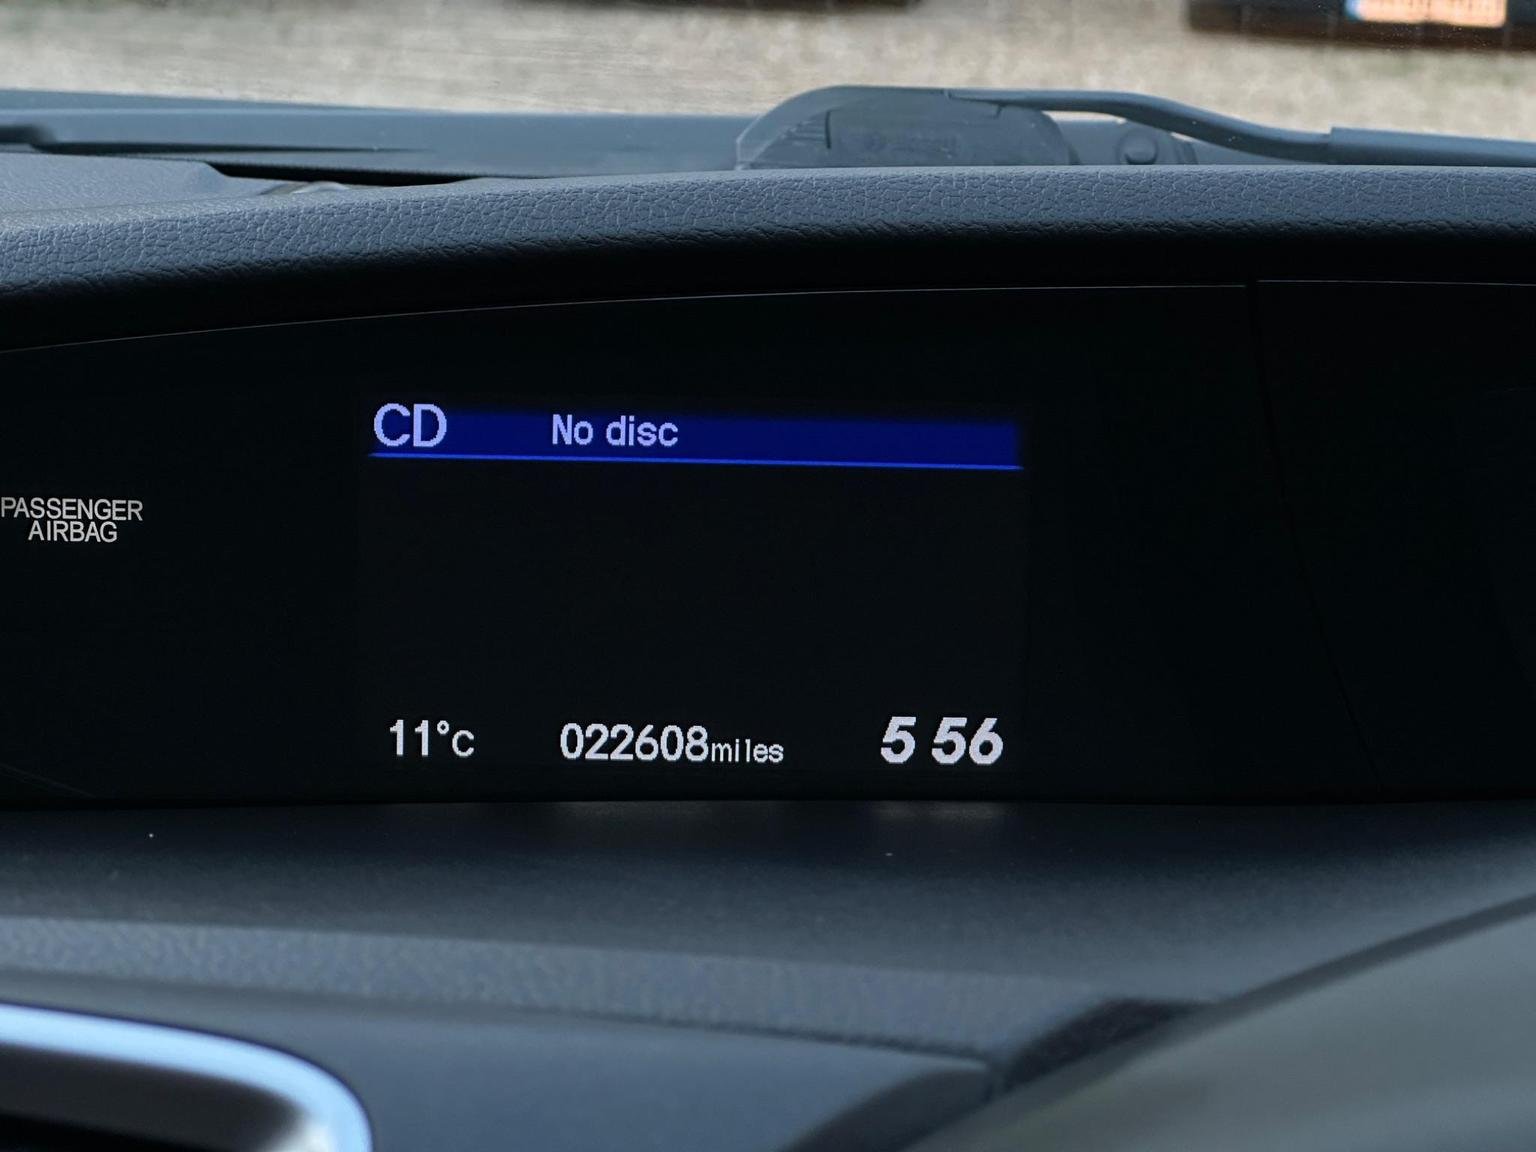 CD No disc
PASSENGER
AIRBAG
11°C 022608miles 5 56